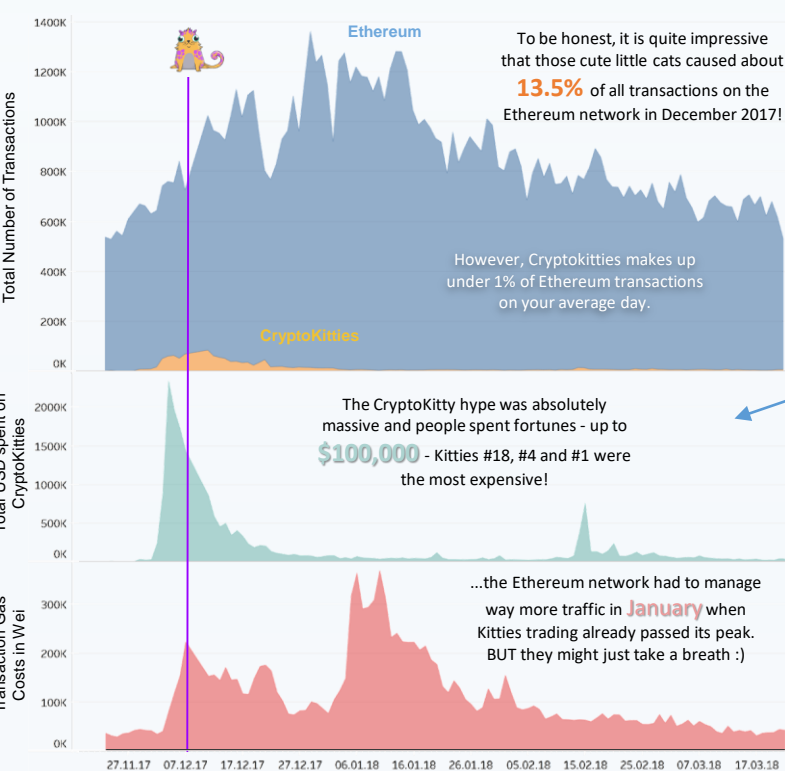 1400K
Ethereum
To be honest, it is quite impressive
that those cute little cats caused about
13.5% of all transactions on the
Ethereum network in December 2017!
1200K
1000K
800K
600K
400K
200K
0K
Total Number of Transactions
However, Cryptokitties makes up
under 1% of Ethereum transactions
on your average day.
CryptoKitties
2000K
1500K
1000K
500K
0K
Total USD spent on
CryptoKitties
The CryptoKitty hype was absolutely
massive and people spent fortunes - up to
$100,000 - Kitties #18, #4 and #1 were
the most expensive!
300K
200K
100K
0K
Transaction Gas
Costs in Wei
...the Ethereum network had to manage
way more traffic in January when
Kitties trading already passed its peak.
BUT they might just take a breath :)
27.11.17 07.12.17 17.12.17 27.12.17 06.01.18 16.01.18 26.01.18 05.02.18 15.02.18 25.02.18 07.03.18 17.03.18